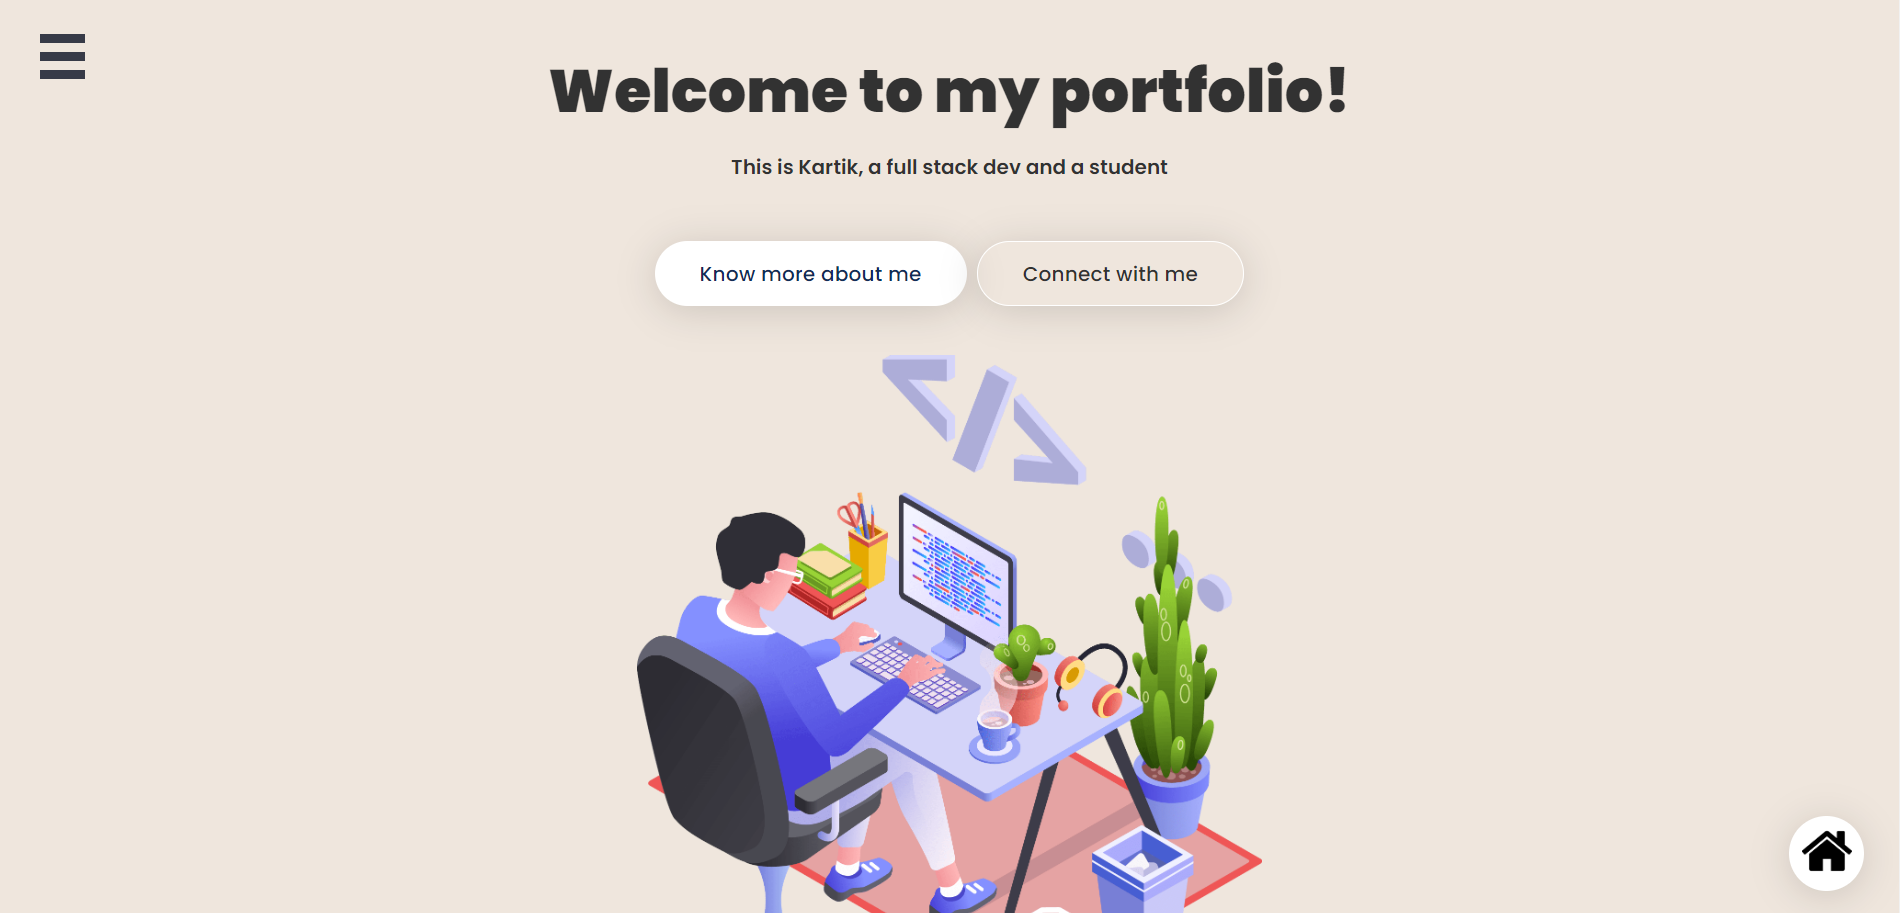 Welcome to my portfolio!
This is Kartik, a full stack dev and a student
Know more about me
Connect with me
</>